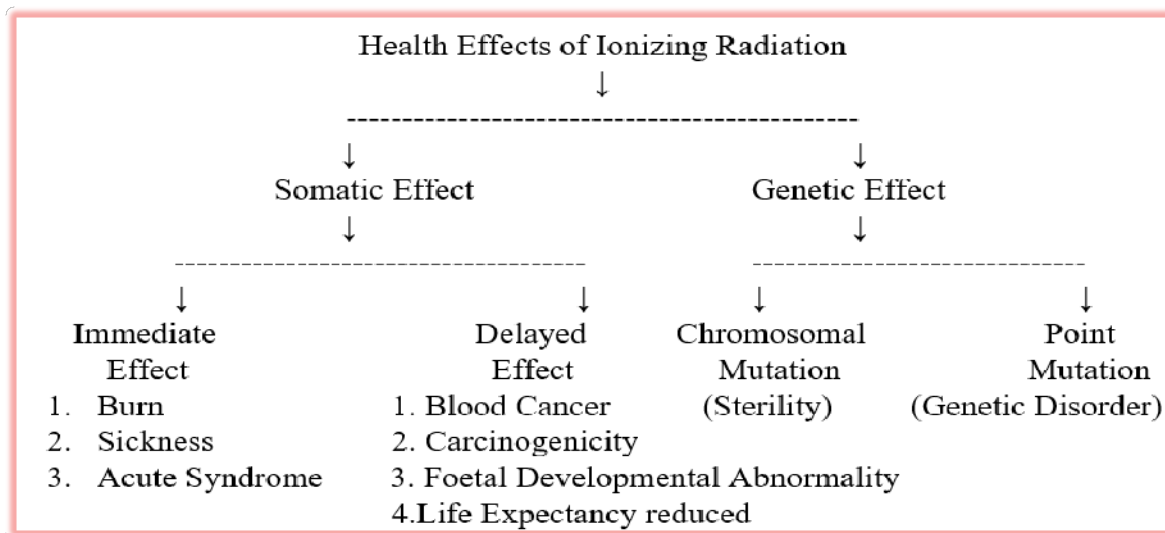 Health Effects of Ionizing Radiation
↓
-----------------------------------------------
↓ ↓
Somatic Effect Genetic Effect
↓ ↓
-------------------------------------- ------------------------------
↓ ↓ ↓ ↓
Immediate Delayed Chromosomal Point
Effect Effect Mutation Mutation
1. Burn 1. Blood Cancer (Sterility) (Genetic Disorder)
2. Sickness 2. Carcinogenicity
3. Acute Syndrome 3. Foetal Developmental Abnormality
4.Life Expectancy reduced